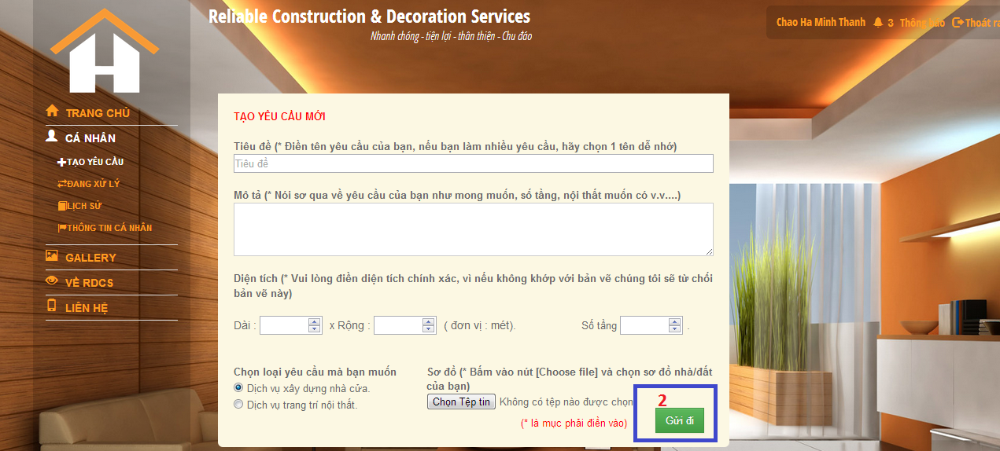 Reliable Construction & Decoration Services
Nhanh chóng - tiện lợi - thân thiện - Chu đáo
Chao Ha Minh Thanh 3 Thông báo Thoát ra
TRANG CHỦ
CÁ NHÂN
TẠO YÊU CẦU
ĐANG XỬ LÝ
LỊCH SỬ
THÔNG TIN CÁ NHÂN
GALLERY
VỀ RDCS
LIÊN HỆ
TẠO YÊU CẦU MỚI
Tiêu đề (* Điền tên yêu cầu của bạn, nếu bạn làm nhiều yêu cầu, hãy chọn 1 tên dễ nhớ)
Tiêu đề
Mô tả (* Nói sơ qua về yêu cầu của bạn như mong muốn, số tầng, nội thất muốn có v.v....)
Diện tích (* Vui lòng điền diện tích chính xác, vì nếu không khớp với bản vẽ chúng tôi sẽ từ chối
bản vẽ này)
Dài : x Rộng : ( đơn vị : mét). Số tầng .
Chọn loại yêu cầu mà bạn muốn
Dịch vụ xây dựng nhà cửa.
Dịch vụ trang trí nội thất.
Sơ đồ (* Bấm vào nút [Choose file] và chọn sơ đồ nhà/đất
của bạn)
Chọn Tệp tin Không có tệp nào được chọn
(* là mục phải điền vào)
2
Gửi đi